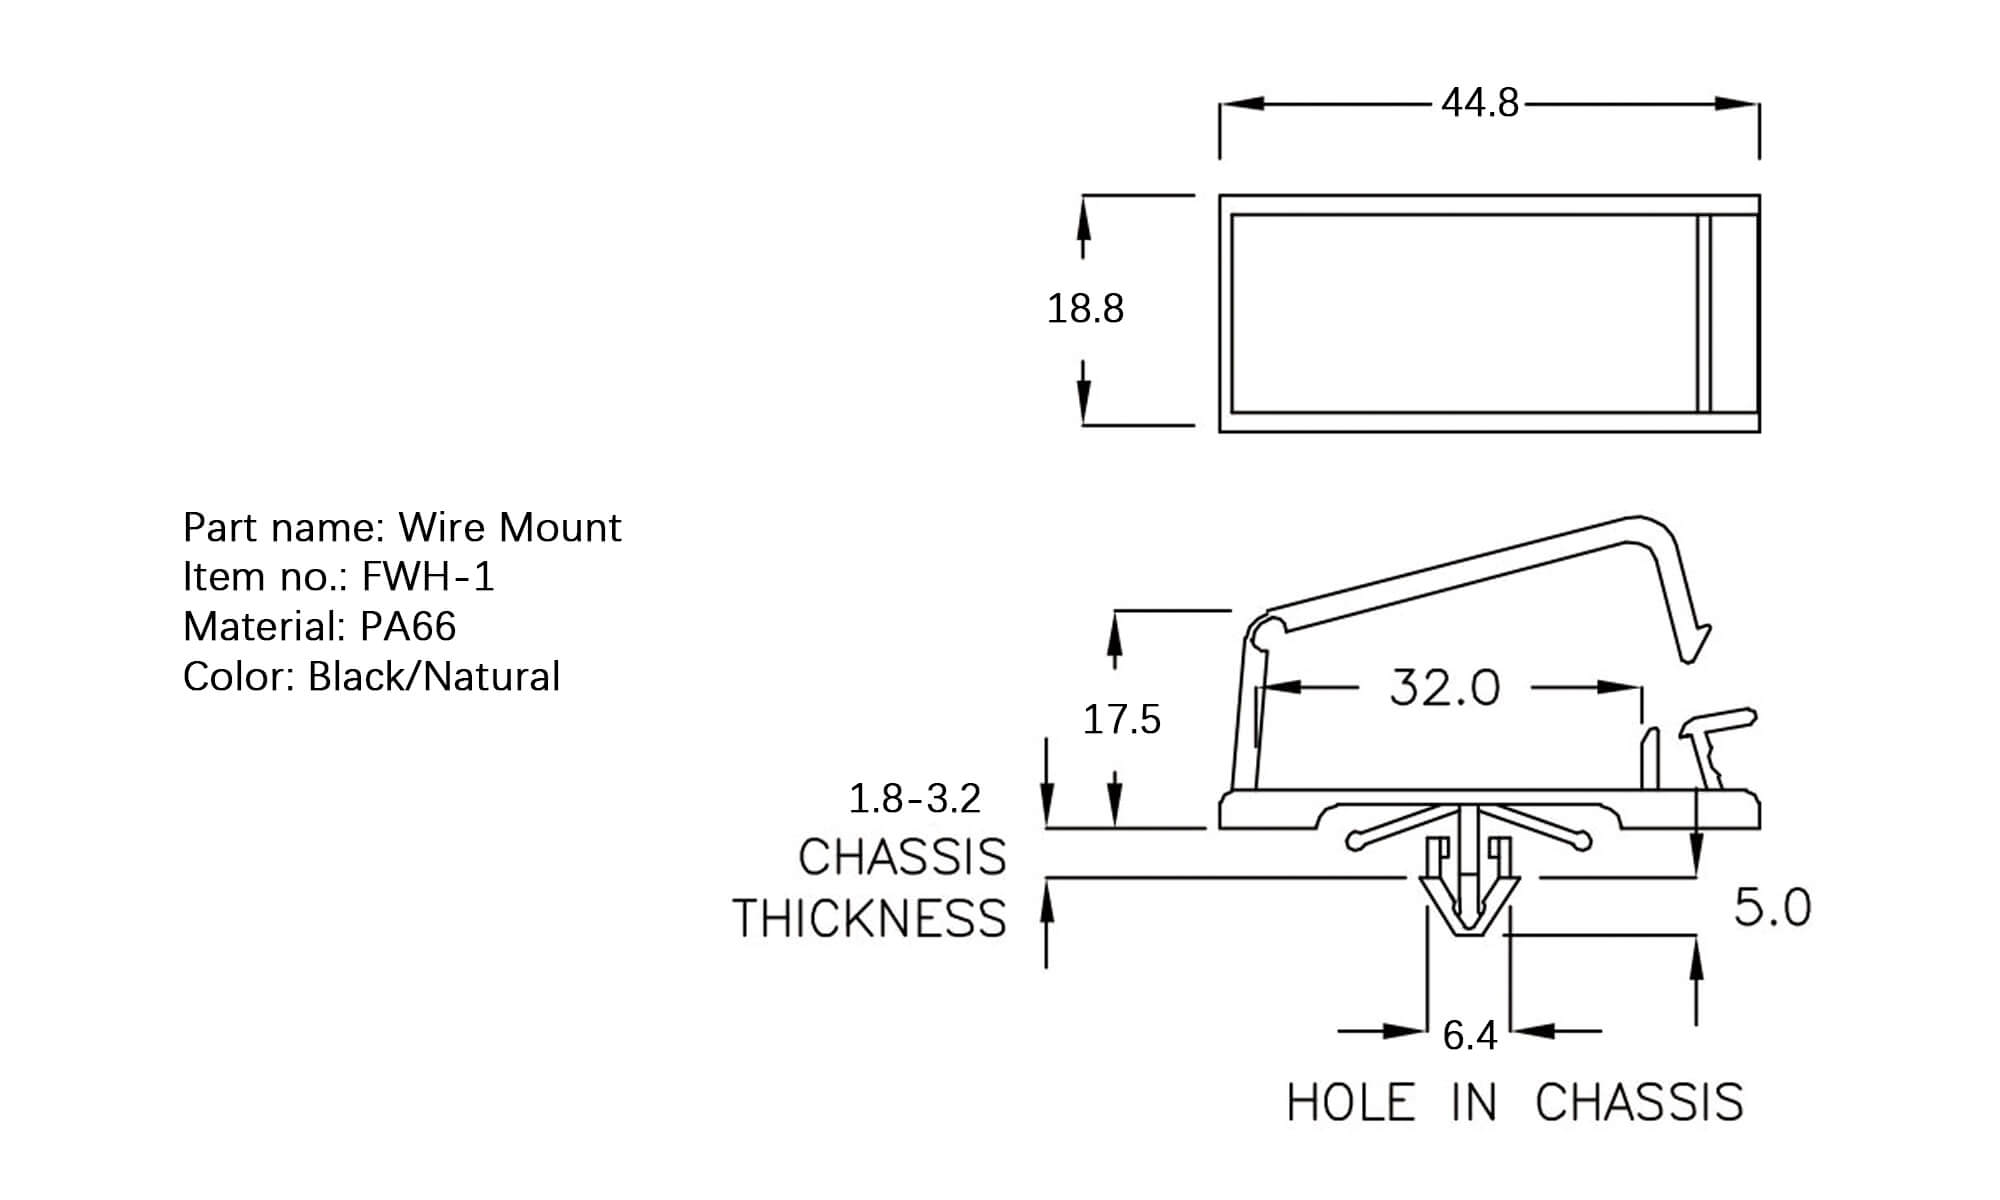 44.8
18.8
Part name: Wire Mount
Item no.: FWH-1
Material: PA66
Color: Black/Natural
32.0
17.5
1.8-3.2
CHASSIS
THICKNESS
5.0
6.4
HOLE IN CHASSIS